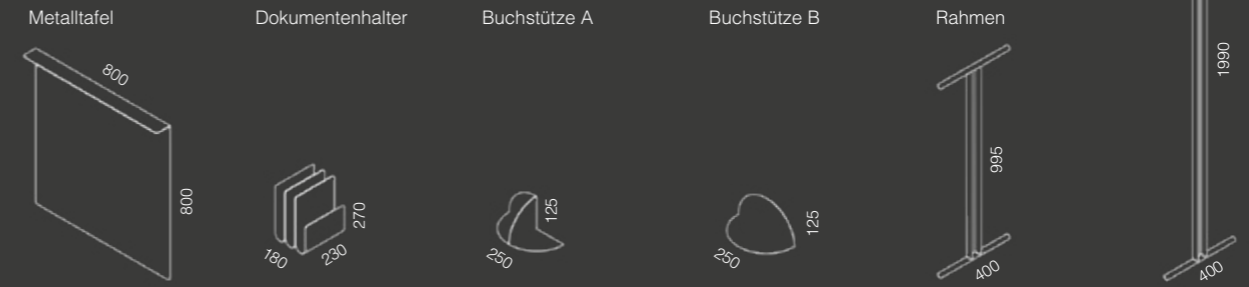 Metalltafel
Dokumentenhalter
Buchstütze A
Buchstütze B
Rahmen
800
800
180
230
270
250
125
250
125
995
400
1990
400